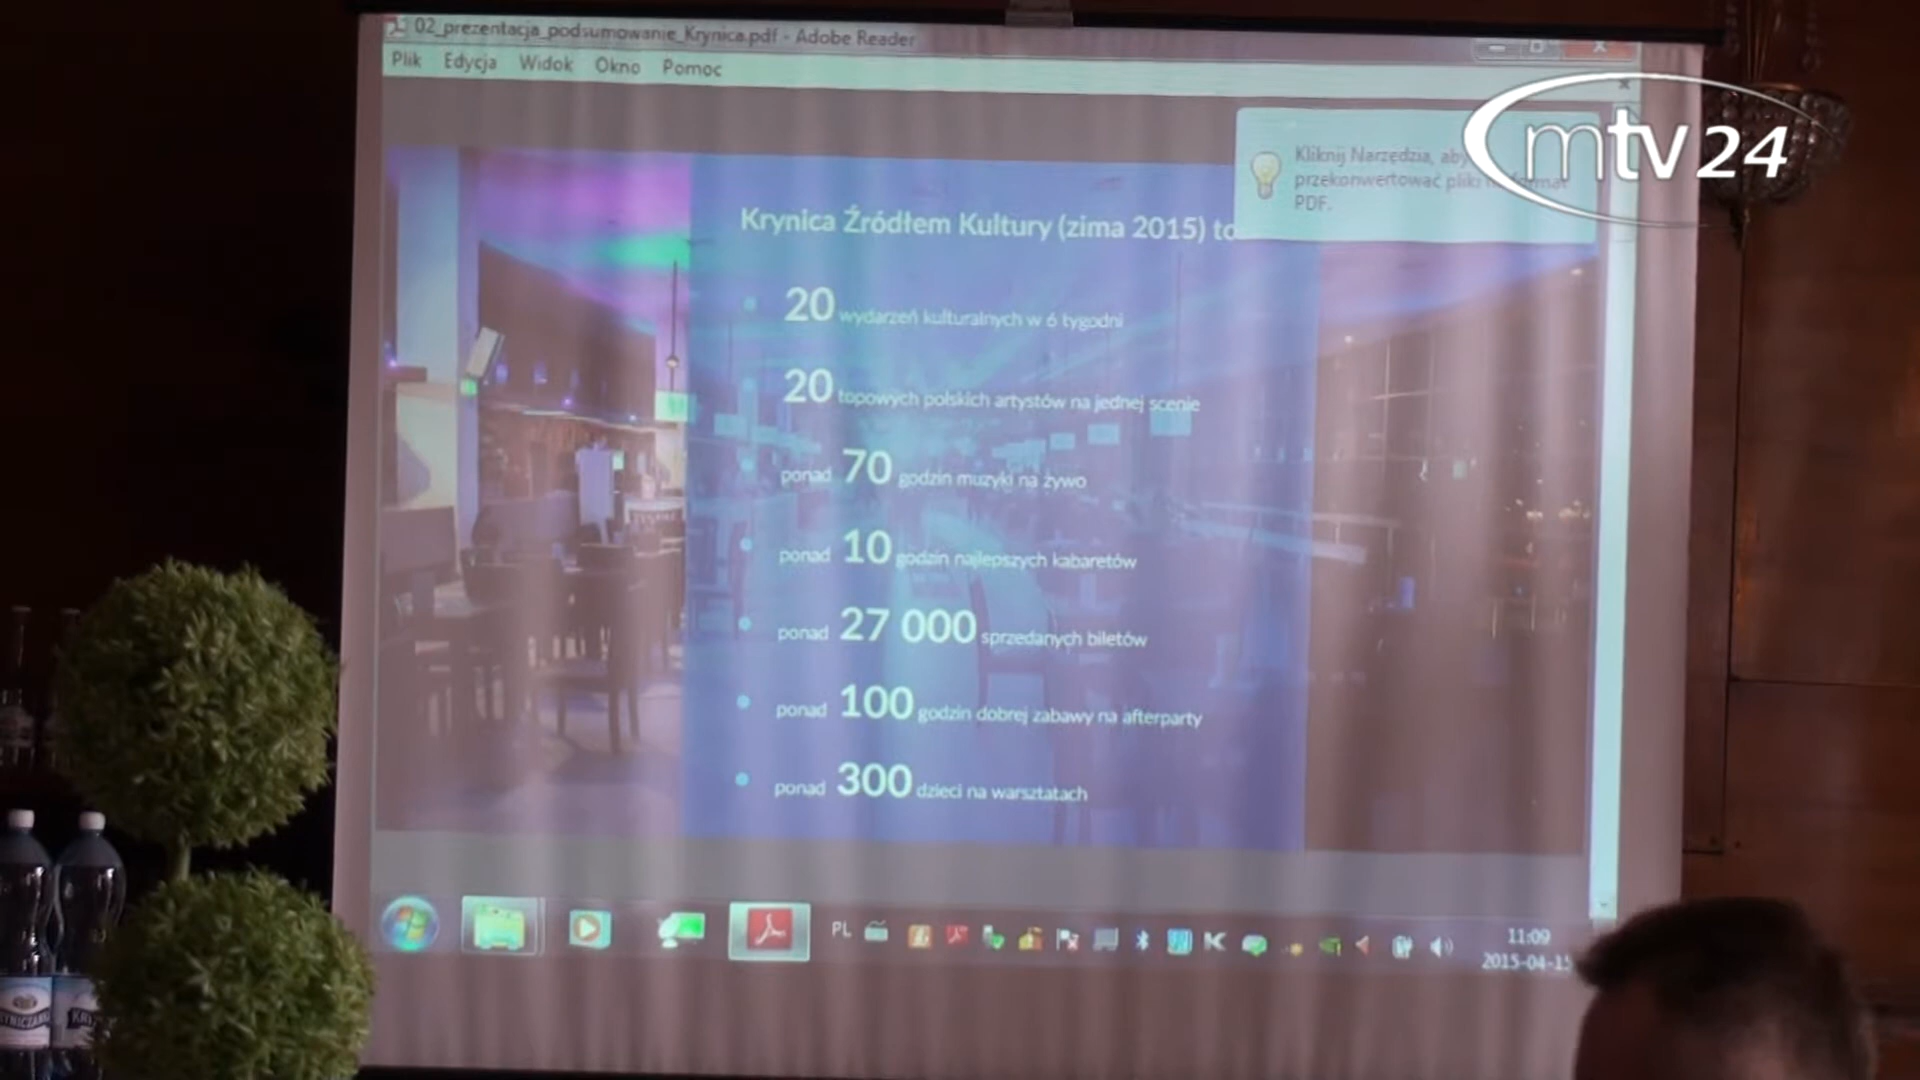 02_prezentacja_podsumowanie_Krynica.pdf - Adobe Reader
Plik Edycja Widok Okno Pomoc
mtv24
Kliknij Narzędzia, aby
przekonwertować pliki
PDF.
Krynica Źródłem Kultury (zima 2015) to
20 wydarzeń kulturalnych w 6 tygodni
20 topowych polskich artystów na jednej scenie
ponad 70 godzin muzyki na żywo
ponad 10 godzin najlepszych kabaretów
ponad 27 000 sprzedanych biletów
ponad 100 godzin dobrej zabawy na afterparty
ponad 300 dzieci na warsztatach
PL
11:09
2015-04-15